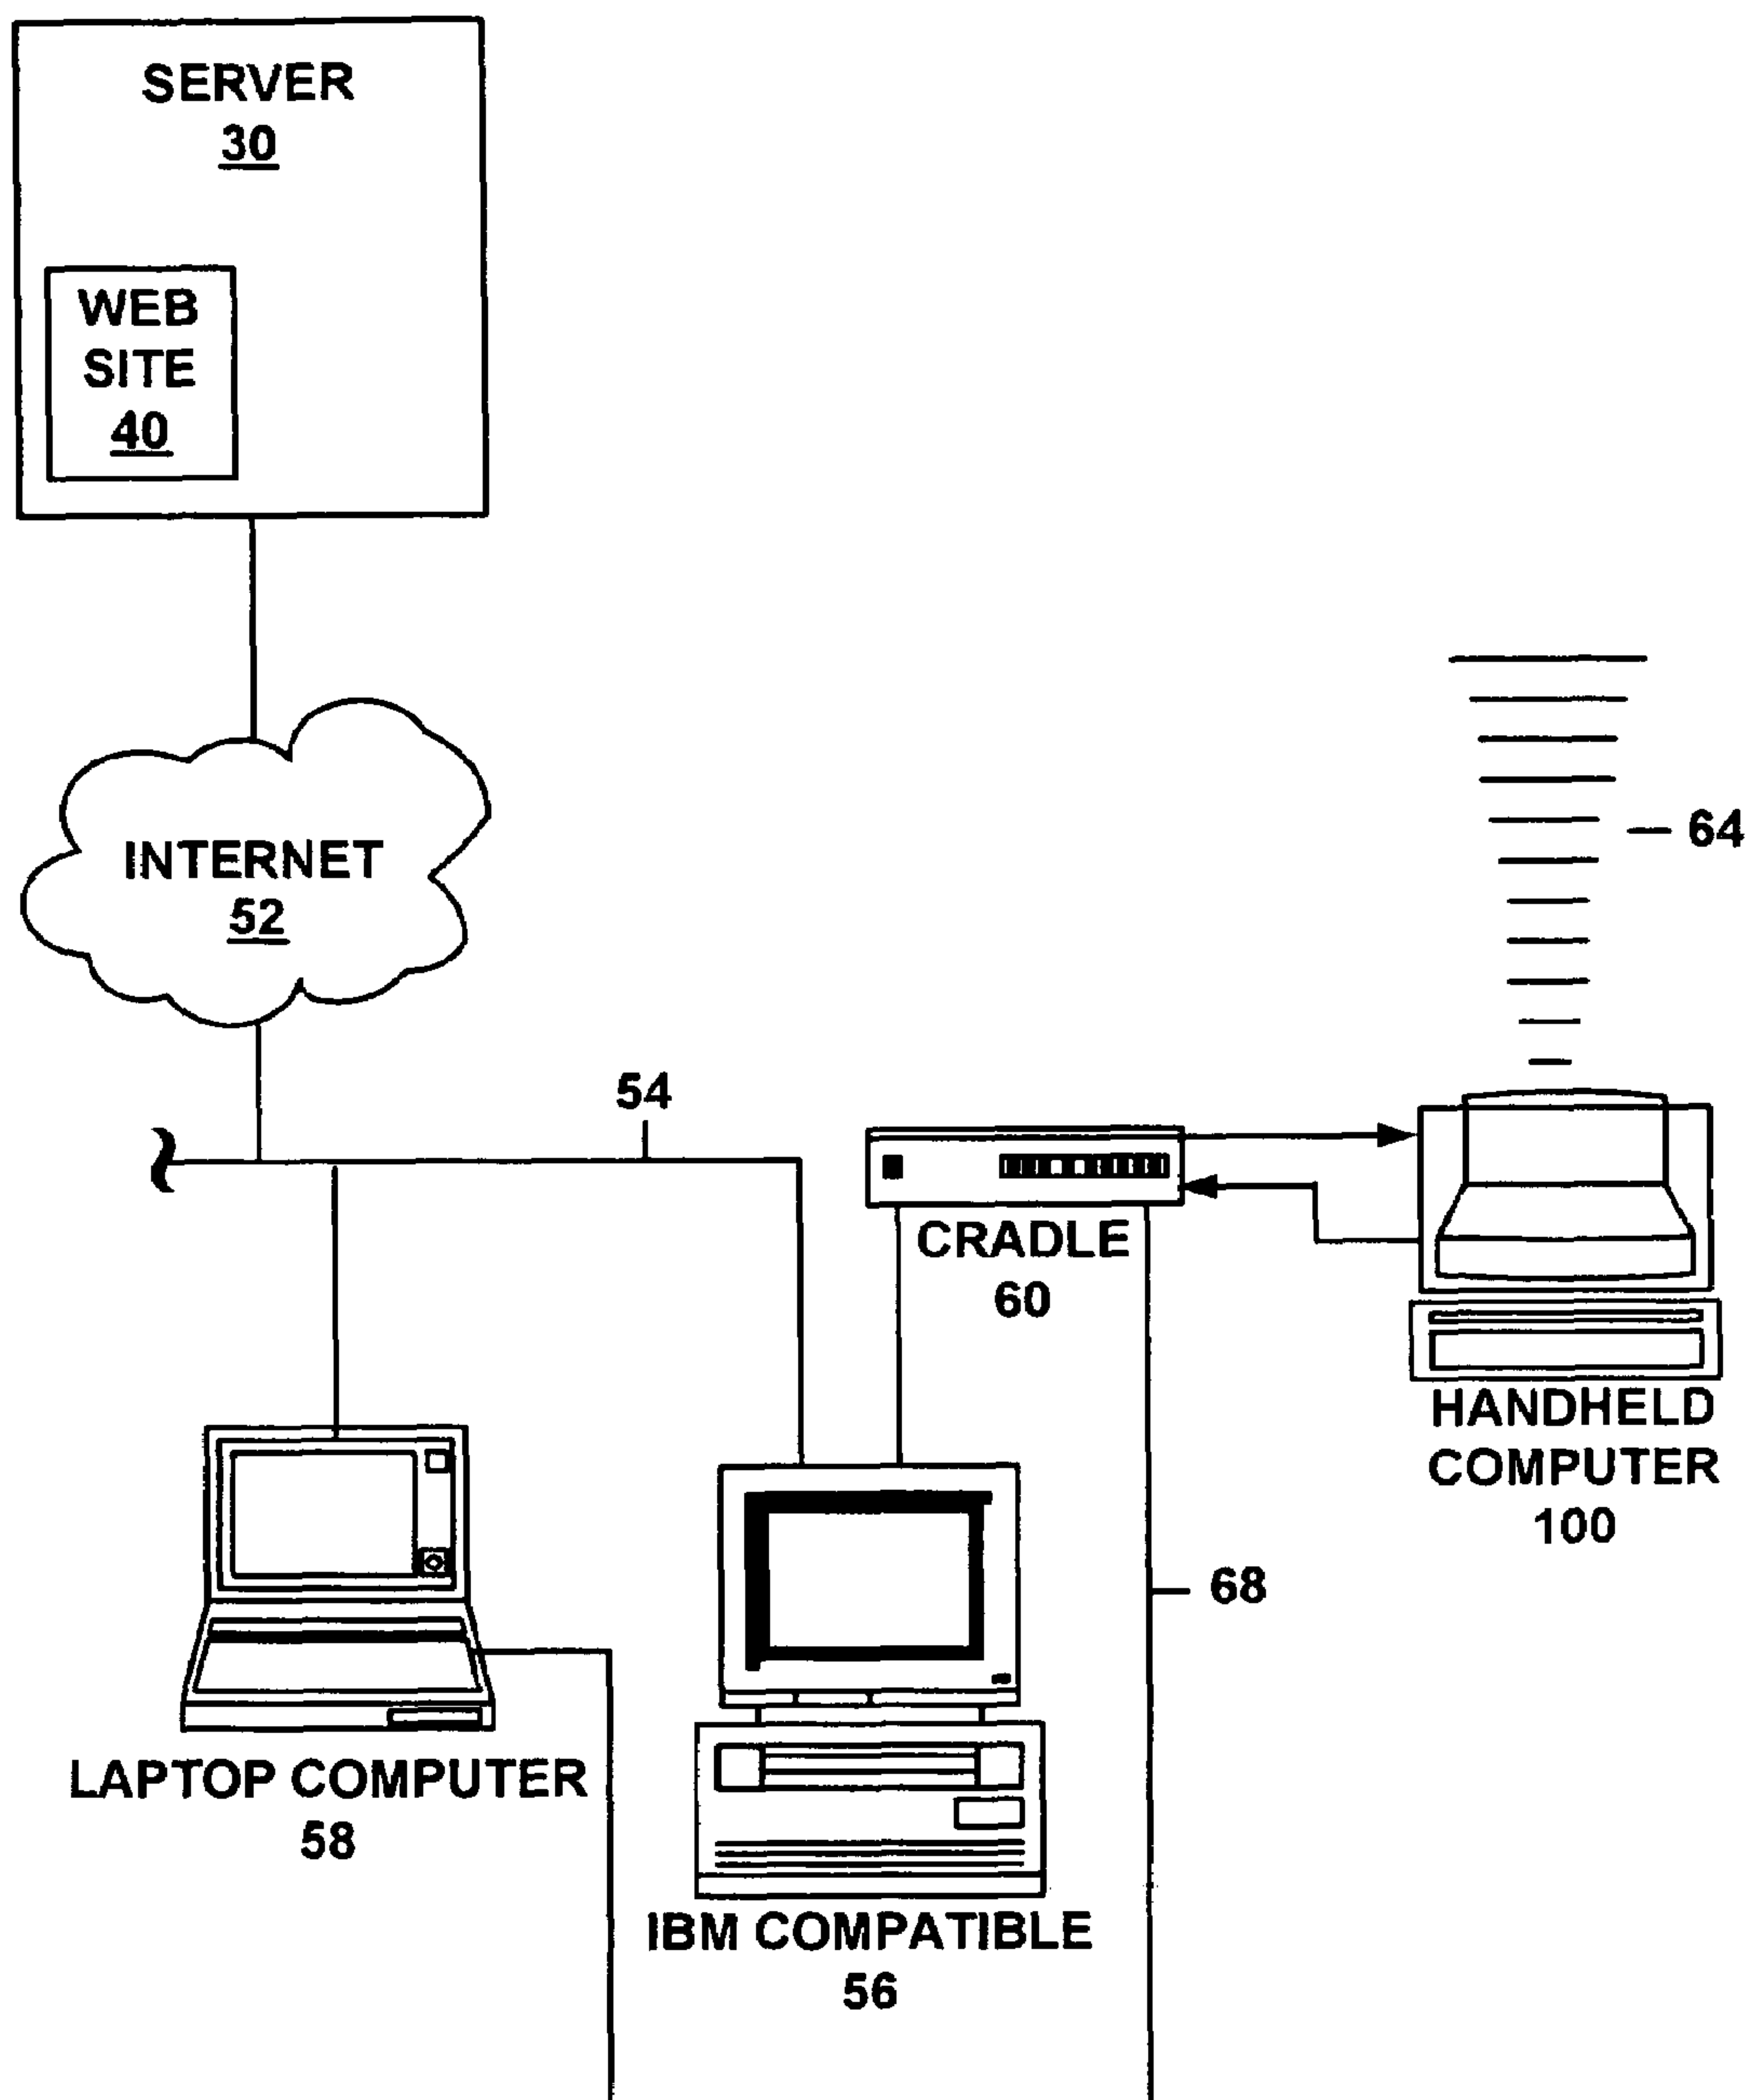 SERVER
30
WEB
SITE
40
INTERNET
52
64
54
CRADLE
60
HANDHELD
COMPUTER
100
68
LAPTOP COMPUTER
58
IBM COMPATIBLE
56